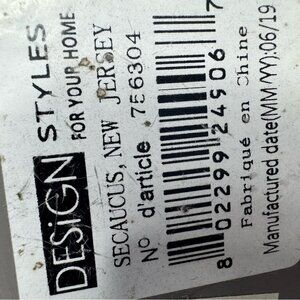 DESiGN STYLES
FOR YOUR HOME
SECAUCUS, NEW JERSEY
Nº d'article 756304
8 02299 24506 7
Fabriqué en Chine
Manufactured date(MM/YY):06/19